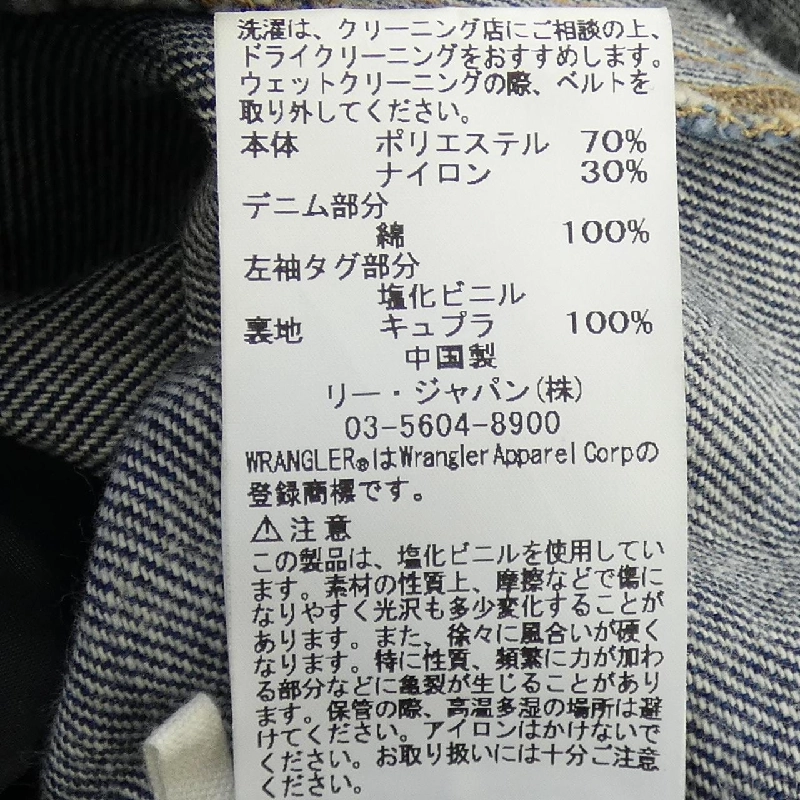 洗濯は、クリーニング店にご相談の上、
ドライクリーニングをおすすめします。
ウェットクリーニングの際、ベルトを
取り外してください。
本体 ポリエステル 70%
ナイロン 30%
デニム部分
綿 100%
左袖タグ部分
塩化ビニル
裏地 キュプラ 100%
中国製
リー・ジャパン(株)
03-5604-8900
WRANGLER®はWrangler Apparel Corpの
登録商標です。
⚠注意
この製品は、塩化ビニルを使用してい
ます。素材の性質上、摩擦などで傷に
なりやすく光沢も多少変化することが
あります。また、徐々に風合いが硬く
なります。特に性質、頻繁に力が加わ
る部分などに亀裂が生じることがあり
ます。保管の際、高温多湿の場所は避
けてください。アイロンはかけないで
ください。お取り扱いには十分ご注意
ください。